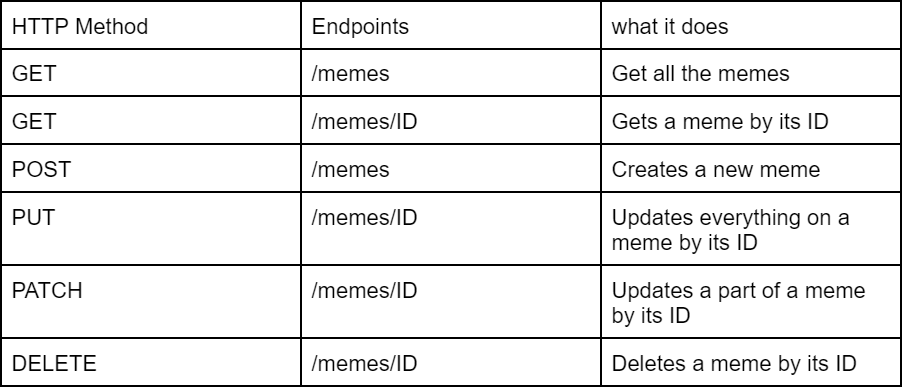 HTTP Method Endpoints what it does
GET /memes Get all the memes
GET /memes/ID Gets a meme by its ID
POST /memes Creates a new meme
PUT /memes/ID Updates everything on a
meme by its ID
PATCH /memes/ID Updates a part of a meme
by its ID
DELETE /memes/ID Deletes a meme by its ID